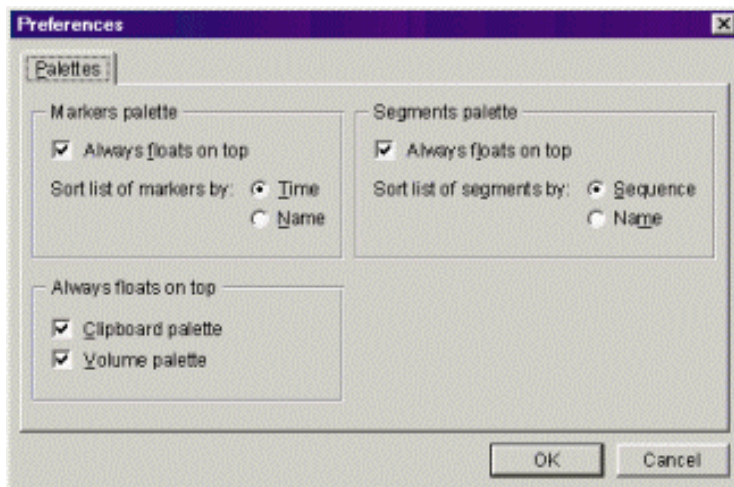 Preferences
Palettes
Markers palette
Always floats on top
Sort list of markers by:
Time
Name
Segments palette
Always floats on top
Sort list of segments by:
Sequence
Name
Always floats on top
Clipboard palette
Volume palette
OK
Cancel